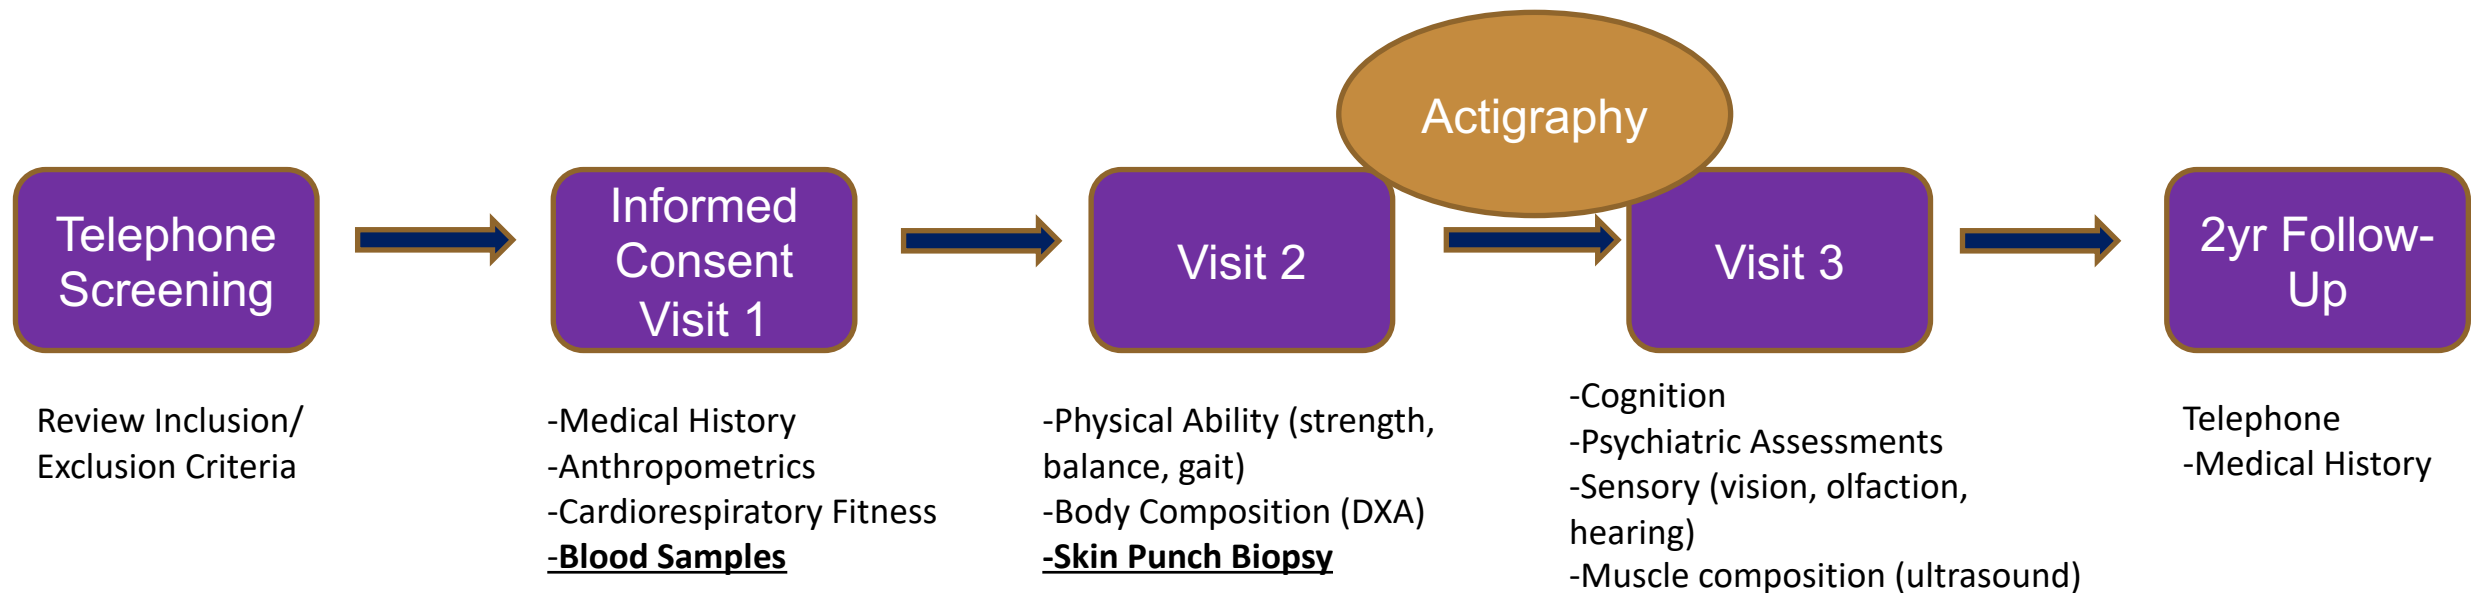 Actigraphy
Telephone
Screening
Informed
Consent
Visit 1
Visit 2
Visit 3
2yr Follow-
Up
Review Inclusion/
Exclusion Criteria
-Medical History
-Anthropometrics
-Cardiorespiratory Fitness
-Blood Samples
-Physical Ability (strength,
balance, gait)
-Body Composition (DXA)
-Skin Punch Biopsy
-Cognition
-Psychiatric Assessments
-Sensory (vision, olfaction,
hearing)
-Muscle composition (ultrasound)
Telephone
-Medical History